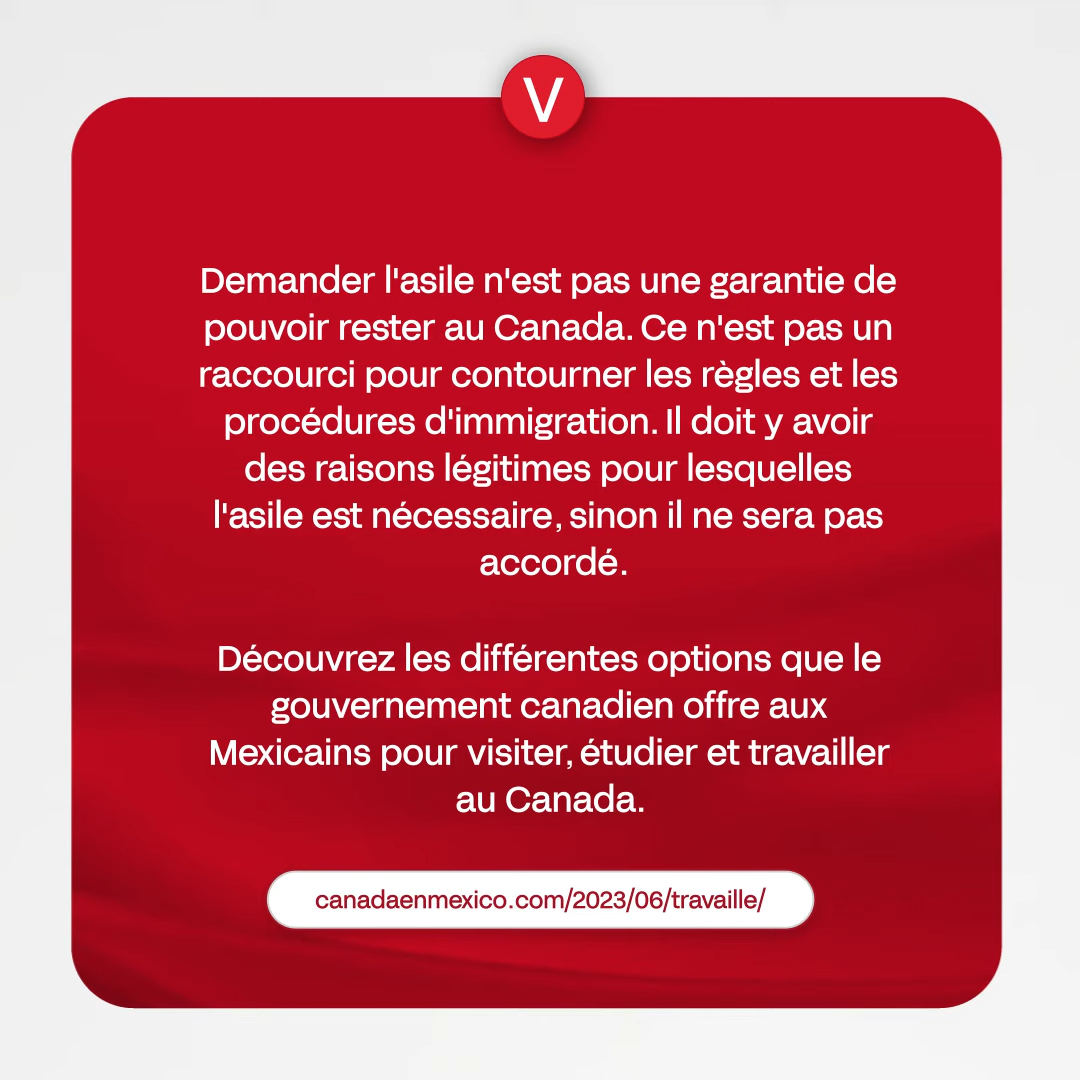 V
Demander l'asile n'est pas une garantie de
pouvoir rester au Canada. Ce n'est pas un
raccourci pour contourner les règles et les
procédures d'immigration. Il doit y avoir
des raisons légitimes pour lesquelles
l'asile est nécessaire, sinon il ne sera pas
accordé.
Découvrez les différentes options que le
gouvernement canadien offre aux
Mexicains pour visiter, étudier et travailler
au Canada.
canadaenmexico.com/2023/06/travaille/